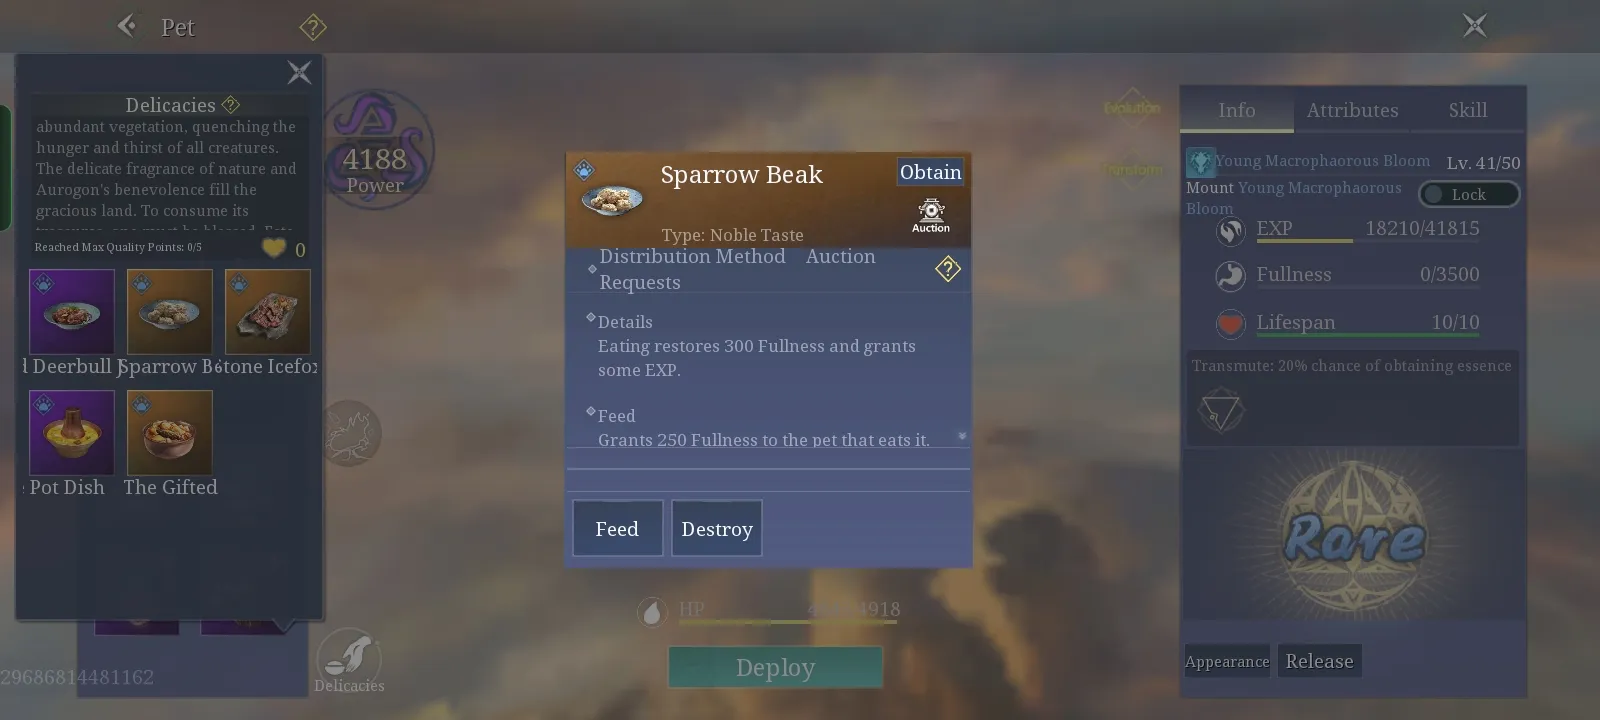 Pet
Delicacies
abundant vegetation, quenching the
hunger and thirst of all creatures.
The delicate fragrance of nature and
Aurogon's benevolence fill the
gracious land. To consume its
Reached Max Quality Points: 0/5
0
Deerbull
Sparrow
Icefox
Pot Dish
The Gifted
4188
Power
Delicacies
29686814481162
Sparrow Beak
Obtain
Auction
Type: Noble Taste
Distribution Method Auction
Requests
Details
Eating restores 300 Fullness and grants
some EXP.
Feed
Grants 250 Fullness to the pet that eats it.
Feed
Destroy
HP
Deploy
Evolution
Transform
Info
Attributes
Skill
Young Macrophaorous Bloom
Lv. 41/50
Mount Young Macrophaorous
Bloom
Lock
EXP
18210/41815
Fullness
0/3500
Lifespan
10/10
Transmute: 20% chance of obtaining essence
Rare
Appearance
Release